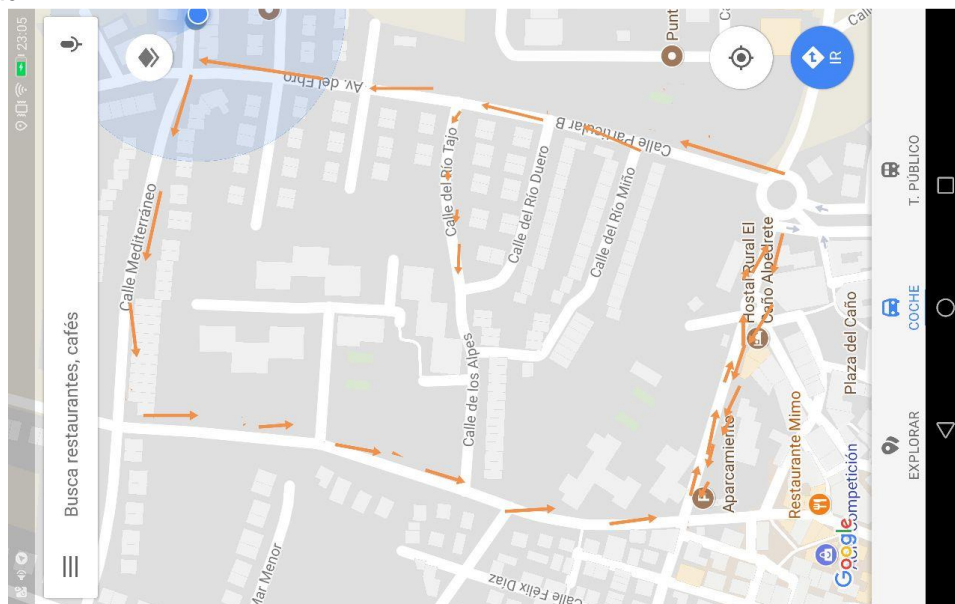 23:05
Busca restaurantes, cafés
Mar Menor
Calle Félix Díaz
Calle Mediterráneo
Av. del Ebro
Calle del Río Tajo
Calle del Río Duero
Calle del Río Miño
Calle Particular B
Calle de los Alpes
Punt
Call
Ca
Hostal Rural El
Caño Alpedrete
Aparcamiento
P
Plaza del Caño
Restaurante Mimo
Competición
Google
IR
EXPLORAR
COCHE
T. PÚBLICO